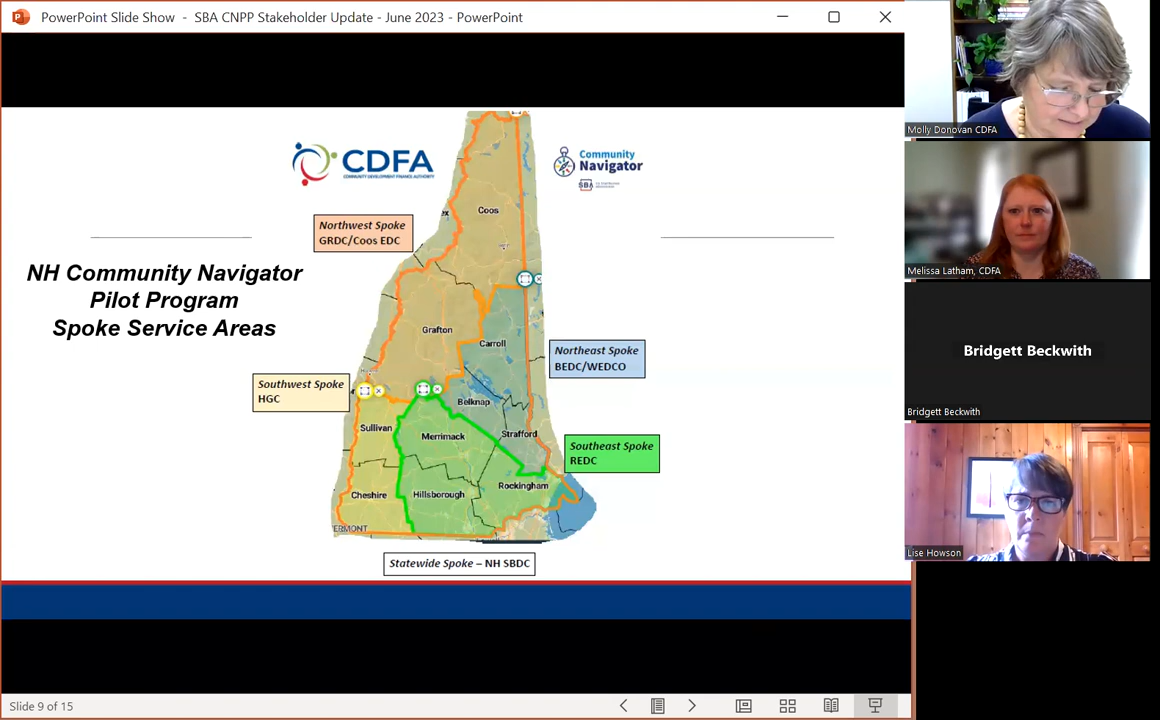 PowerPoint Slide Show - SBA CNPP Stakeholder Update - June 2023 - PowerPoint
CDFA
COMMUNITY DEVELOPMENT FINANCE AUTHORITY
Community
Navigator
SBA
Northwest Spoke
GRDC/Coos EDC
NH Community Navigator
Pilot Program
Spoke Service Areas
Coos
Grafton
Carroll
Northeast Spoke
BEDC/WEDCO
Southwest Spoke
HGC
Belknap
Sullivan
Merrimack
Strafford
Southeast Spoke
REDC
Cheshire
Hillsborough
Rockingham
ERMONT
Statewide Spoke – NH SBDC
Slide 9 of 15
Molly Donovan CDFA
Melissa Latham, CDFA
Bridgett Beckwith
Bridgett Beckwith
Lise Howson